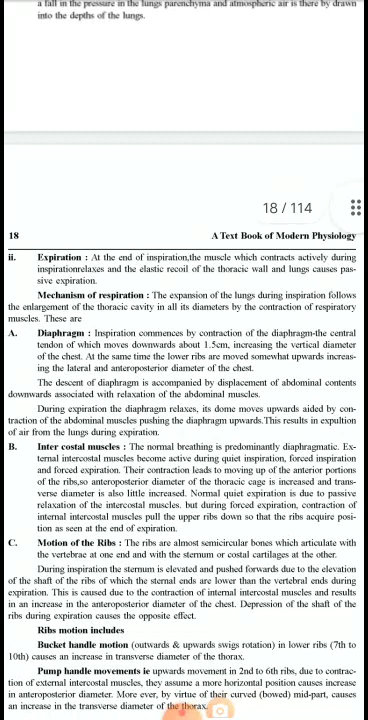 a fall in the pressure in the lungs parenchyma and atmospheric air is there by drawn
into the depths of the lungs.
18 / 114
18 A Text Book of Modern Physiology
ii. Expiration : At the end of inspiration,the muscle which contracts actively during
inspirationrelaxes and the elastic recoil of the thoracic wall and lungs causes pas-
sive expiration.
Mechanism of respiration : The expansion of the lungs during inspiration follows
the enlargement of the thoracic cavity in all its diameters by the contraction of respiratory
muscles. These are
A. Diaphragm : Inspiration commences by contraction of the diaphragm-the central
tendon of which moves downwards about 1.5cm, increasing the vertical diameter
of the chest. At the same time the lower ribs are moved somewhat upwards increas-
ing the lateral and anteroposterior diameter of the chest.
The descent of diaphragm is accompanied by displacement of abdominal contents
downwards associated with relaxation of the abdominal muscles.
During expiration the diaphragm relaxes, its dome moves upwards aided by con-
traction of the abdominal muscles pushing the diaphragm upwards.This results in expultion
of air from the lungs during expiration.
B. Inter costal muscles : The normal breathing is predominantly diaphragmatic. Ex-
ternal intercostal muscles become active during quiet inspiration, forced inspiration
and forced expiration. Their contraction leads to moving up of the anterior portions
of the ribs,so anteroposterior diameter of the thoracic cage is increased and trans-
verse diameter is also little increased. Normal quiet expiration is due to passive
relaxation of the intercostal muscles. but during forced expiration, contraction of
internal intercostal muscles pull the upper ribs down so that the ribs acquire posi-
tion as seen at the end of expiration.
C. Motion of the Ribs : The ribs are almost semicircular bones which articulate with
the vertebrae at one end and with the sternum or costal cartilages at the other.
During inspiration the sternum is elevated and pushed forwards due to the elevation
of the shaft of the ribs of which the sternal ends are lower than the vertebral ends during
expiration. This is caused due to the contraction of internal intercostal muscles and results
in an increase in the anteroposterior diameter of the chest. Depression of the shaft of the
ribs during expiration causes the opposite effect.
Ribs motion includes
Bucket handle motion (outwards & upwards swigs rotation) in lower ribs (7th to
10th) causes an increase in transverse diameter of the thorax.
Pump handle movements ie upwards movement in 2nd to 6th ribs, due to contrac-
tion of external intercostal muscles, they assume a more horizontal position causes increase
in anteroposterior diameter. More ever, by virtue of their curved (bowed) mid-part, causes
an increase in the transverse diameter of the thorax.